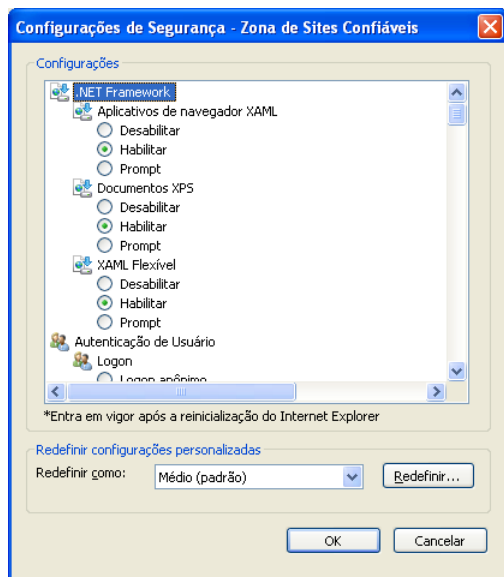 Configurações de Segurança - Zona de Sites Confiáveis
Configurações
.NET Framework
Aplicativos de navegador XAML
Desabilitar
Habilitar
Prompt
Documentos XPS
Desabilitar
Habilitar
Prompt
XAML Flexível
Desabilitar
Habilitar
Prompt
Autenticação de Usuário
Logon
Logon anônimo
*Entra em vigor após a reinicialização do Internet Explorer
Redefinir configurações personalizadas
Redefinir como: Médio (padrão) Redefinir...
OK Cancelar